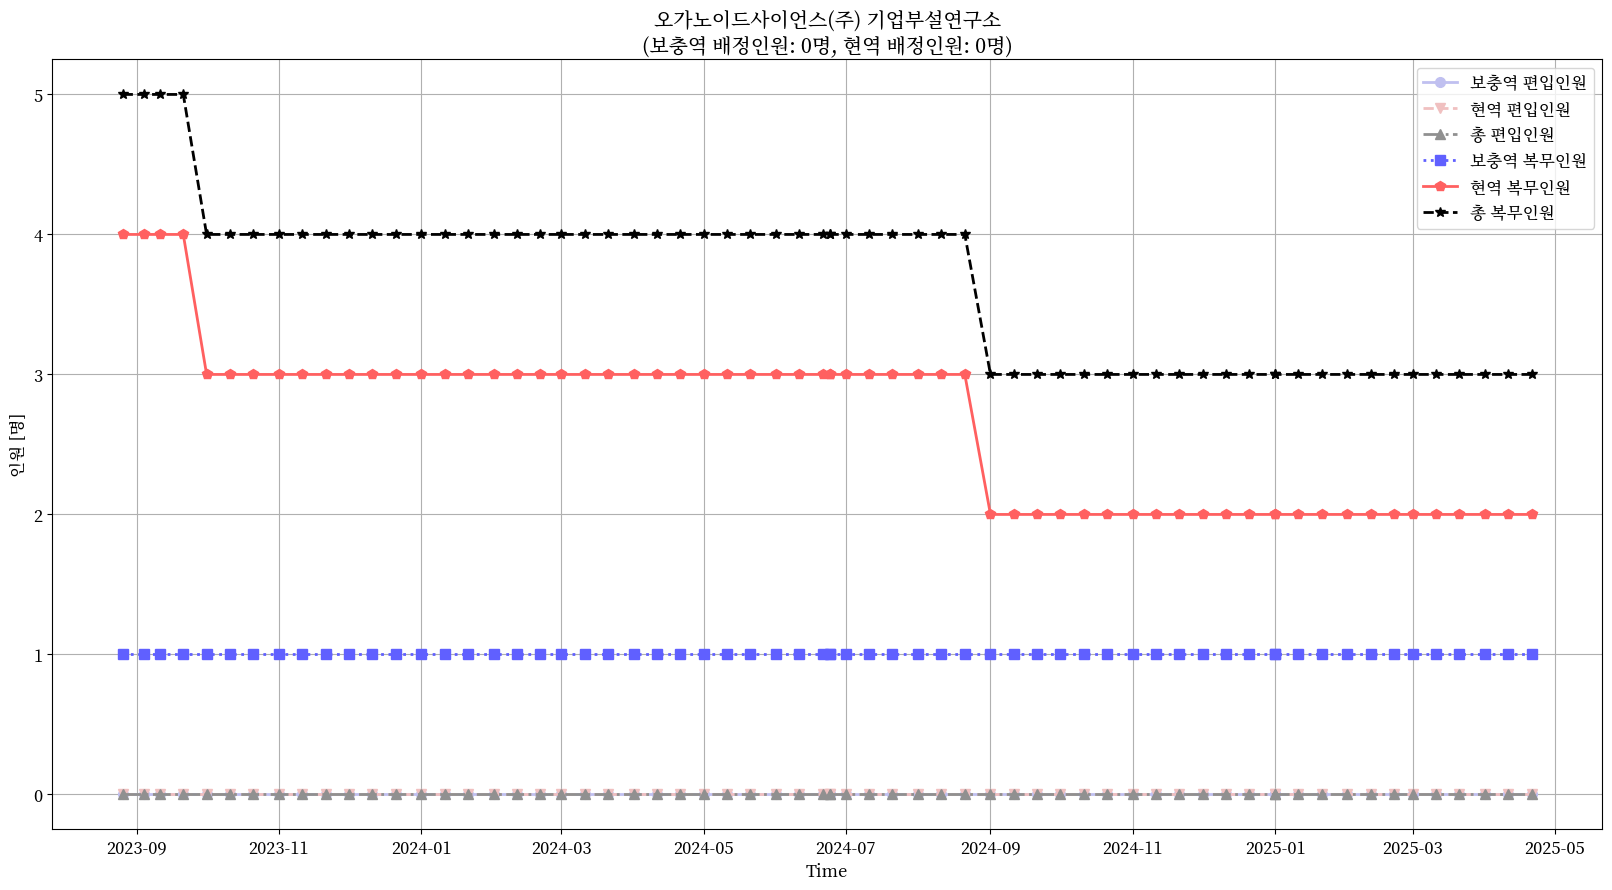 오가노이드사이언스(주) 기업부설연구소
(보충역 배정인원: 0명, 현역 배정인원: 0명)
보충역 편입인원
현역 편입인원
총 편입인원
보충역 복무인원
현역 복무인원
총 복무인원
인원 [명]
5
4
3
2
1
0
2023-09
2023-11
2024-01
2024-03
2024-05
2024-07
2024-09
2024-11
2025-01
2025-03
2025-05
Time